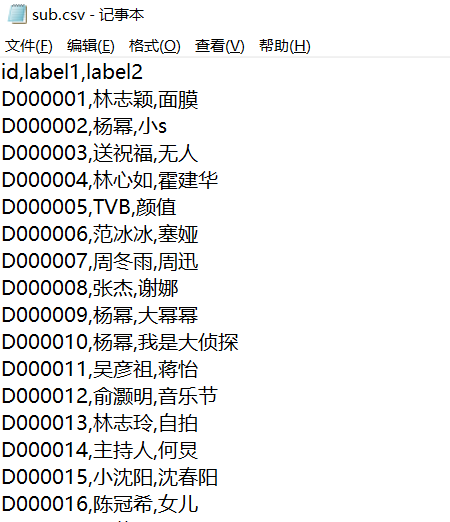 sub.csv - 记事本
文件(F) 编辑(E) 格式(O) 查看(V) 帮助(H)
id,label1,label2
D000001,林志颖,面膜
D000002,杨幂,小s
D000003,送祝福,无人
D000004,林心如,霍建华
D000005,TVB,颜值
D000006,范冰冰,塞娅
D000007,周冬雨,周迅
D000008,张杰,谢娜
D000009,杨幂,大幂幂
D000010,杨幂,我是大侦探
D000011,吴彦祖,蒋怡
D000012,俞灏明,音乐节
D000013,林志玲,自拍
D000014,主持人,何炅
D000015,小沈阳,沈春阳
D000016,陈冠希,女儿